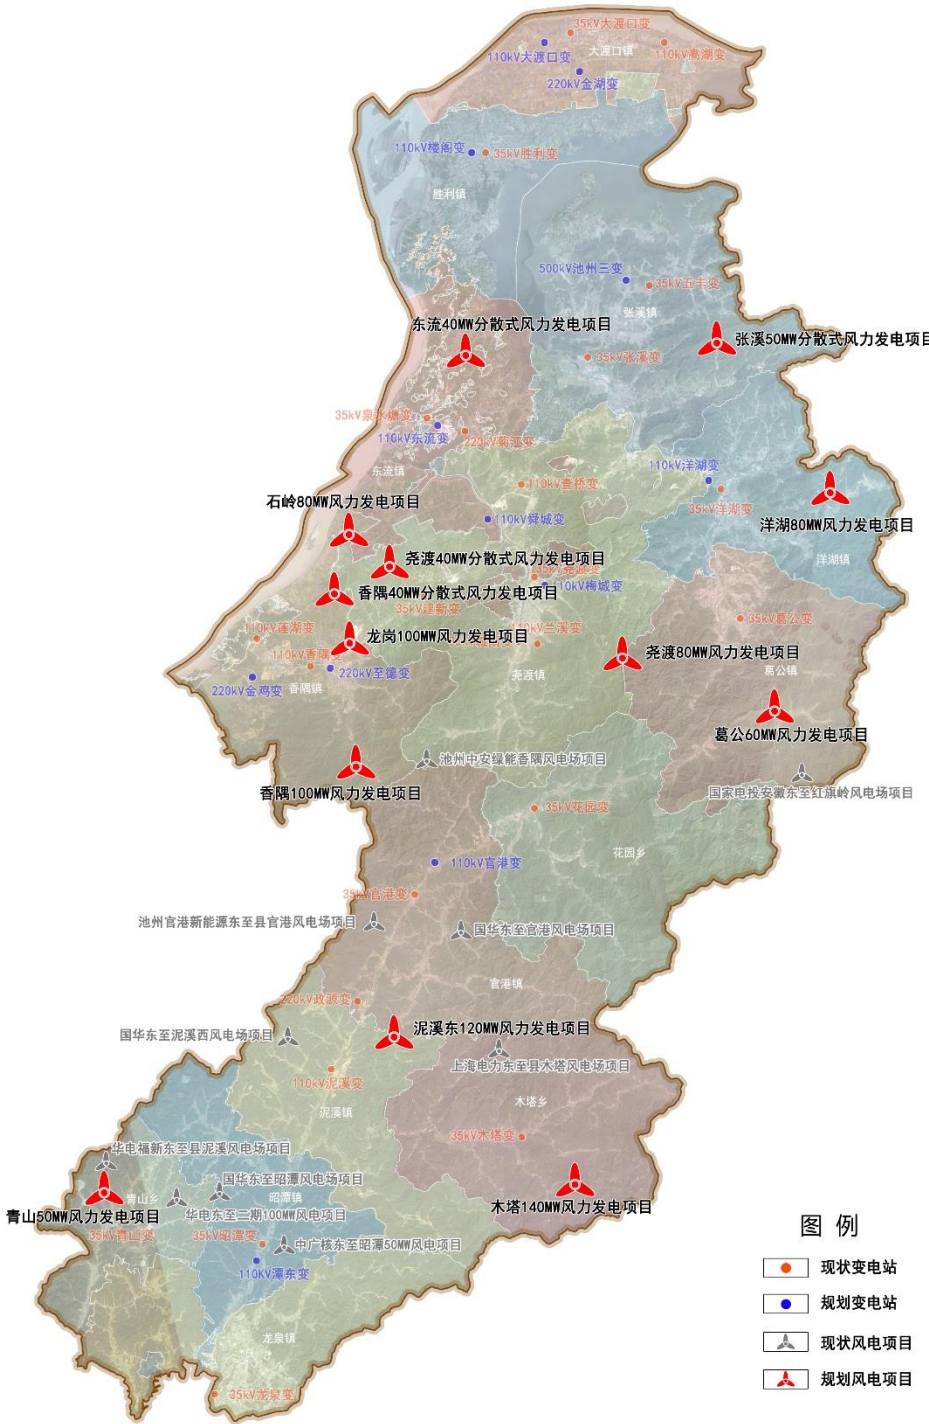 35kV大渡口变
大渡口镇
110kV大渡口变
110kV高湖变
220kV金湖变
110kV楼阁变
35kV胜利变
胜利镇
500kV池州三变
35kV五丰变
张溪镇
东流40MW分散式风力发电项目
张溪50MW分散式风力发电项目
35kV张溪变
35kV泉水塘变
110kV东流变
220kV菊江变
东流镇
110kV洋湖变
110kV查桥变
35kV洋湖变
石岭80MW风力发电项目
110kV舜城变
洋湖80MW风力发电项目
尧渡40MW分散式风力发电项目
洋湖镇
110kV梅城变
香隅40MW分散式风力发电项目
35kV建新变
35kV葛公变
110kV莲湖变
龙岗100MW风力发电项目
110kV兰溪变
尧渡80MW风力发电项目
110kV香隅变
220kV至德变
尧渡镇
葛公镇
220kV金鸡变
香隅镇
葛公60MW风力发电项目
池州中安绿能香隅风电场项目
香隅100MW风力发电项目
国家电投安徽东至红旗岭风电场项目
35kV花园变
花园乡
110kV官港变
35kV官港变
池州官港新能源东至县官港风电场项目
国华东至官港风电场项目
官港镇
220kV政源变
泥溪东120MW风力发电项目
国华东至泥溪西风电场项目
上海电力东至县木塔风电场项目
110kV泥溪变
木塔乡
泥溪镇
35kV木塔变
华电福新东至县泥溪风电场项目
国华东至昭潭风电场项目
青山乡
昭潭镇
木塔140MW风力发电项目
青山50MW风力发电项目
华电东至二期100MW风电项目
35kV青山变
35kV昭潭变
中广核东至昭潭50MW风电项目
110KV潭东变
龙泉镇
35kV龙泉变
图 例
现状变电站
规划变电站
现状风电项目
规划风电项目